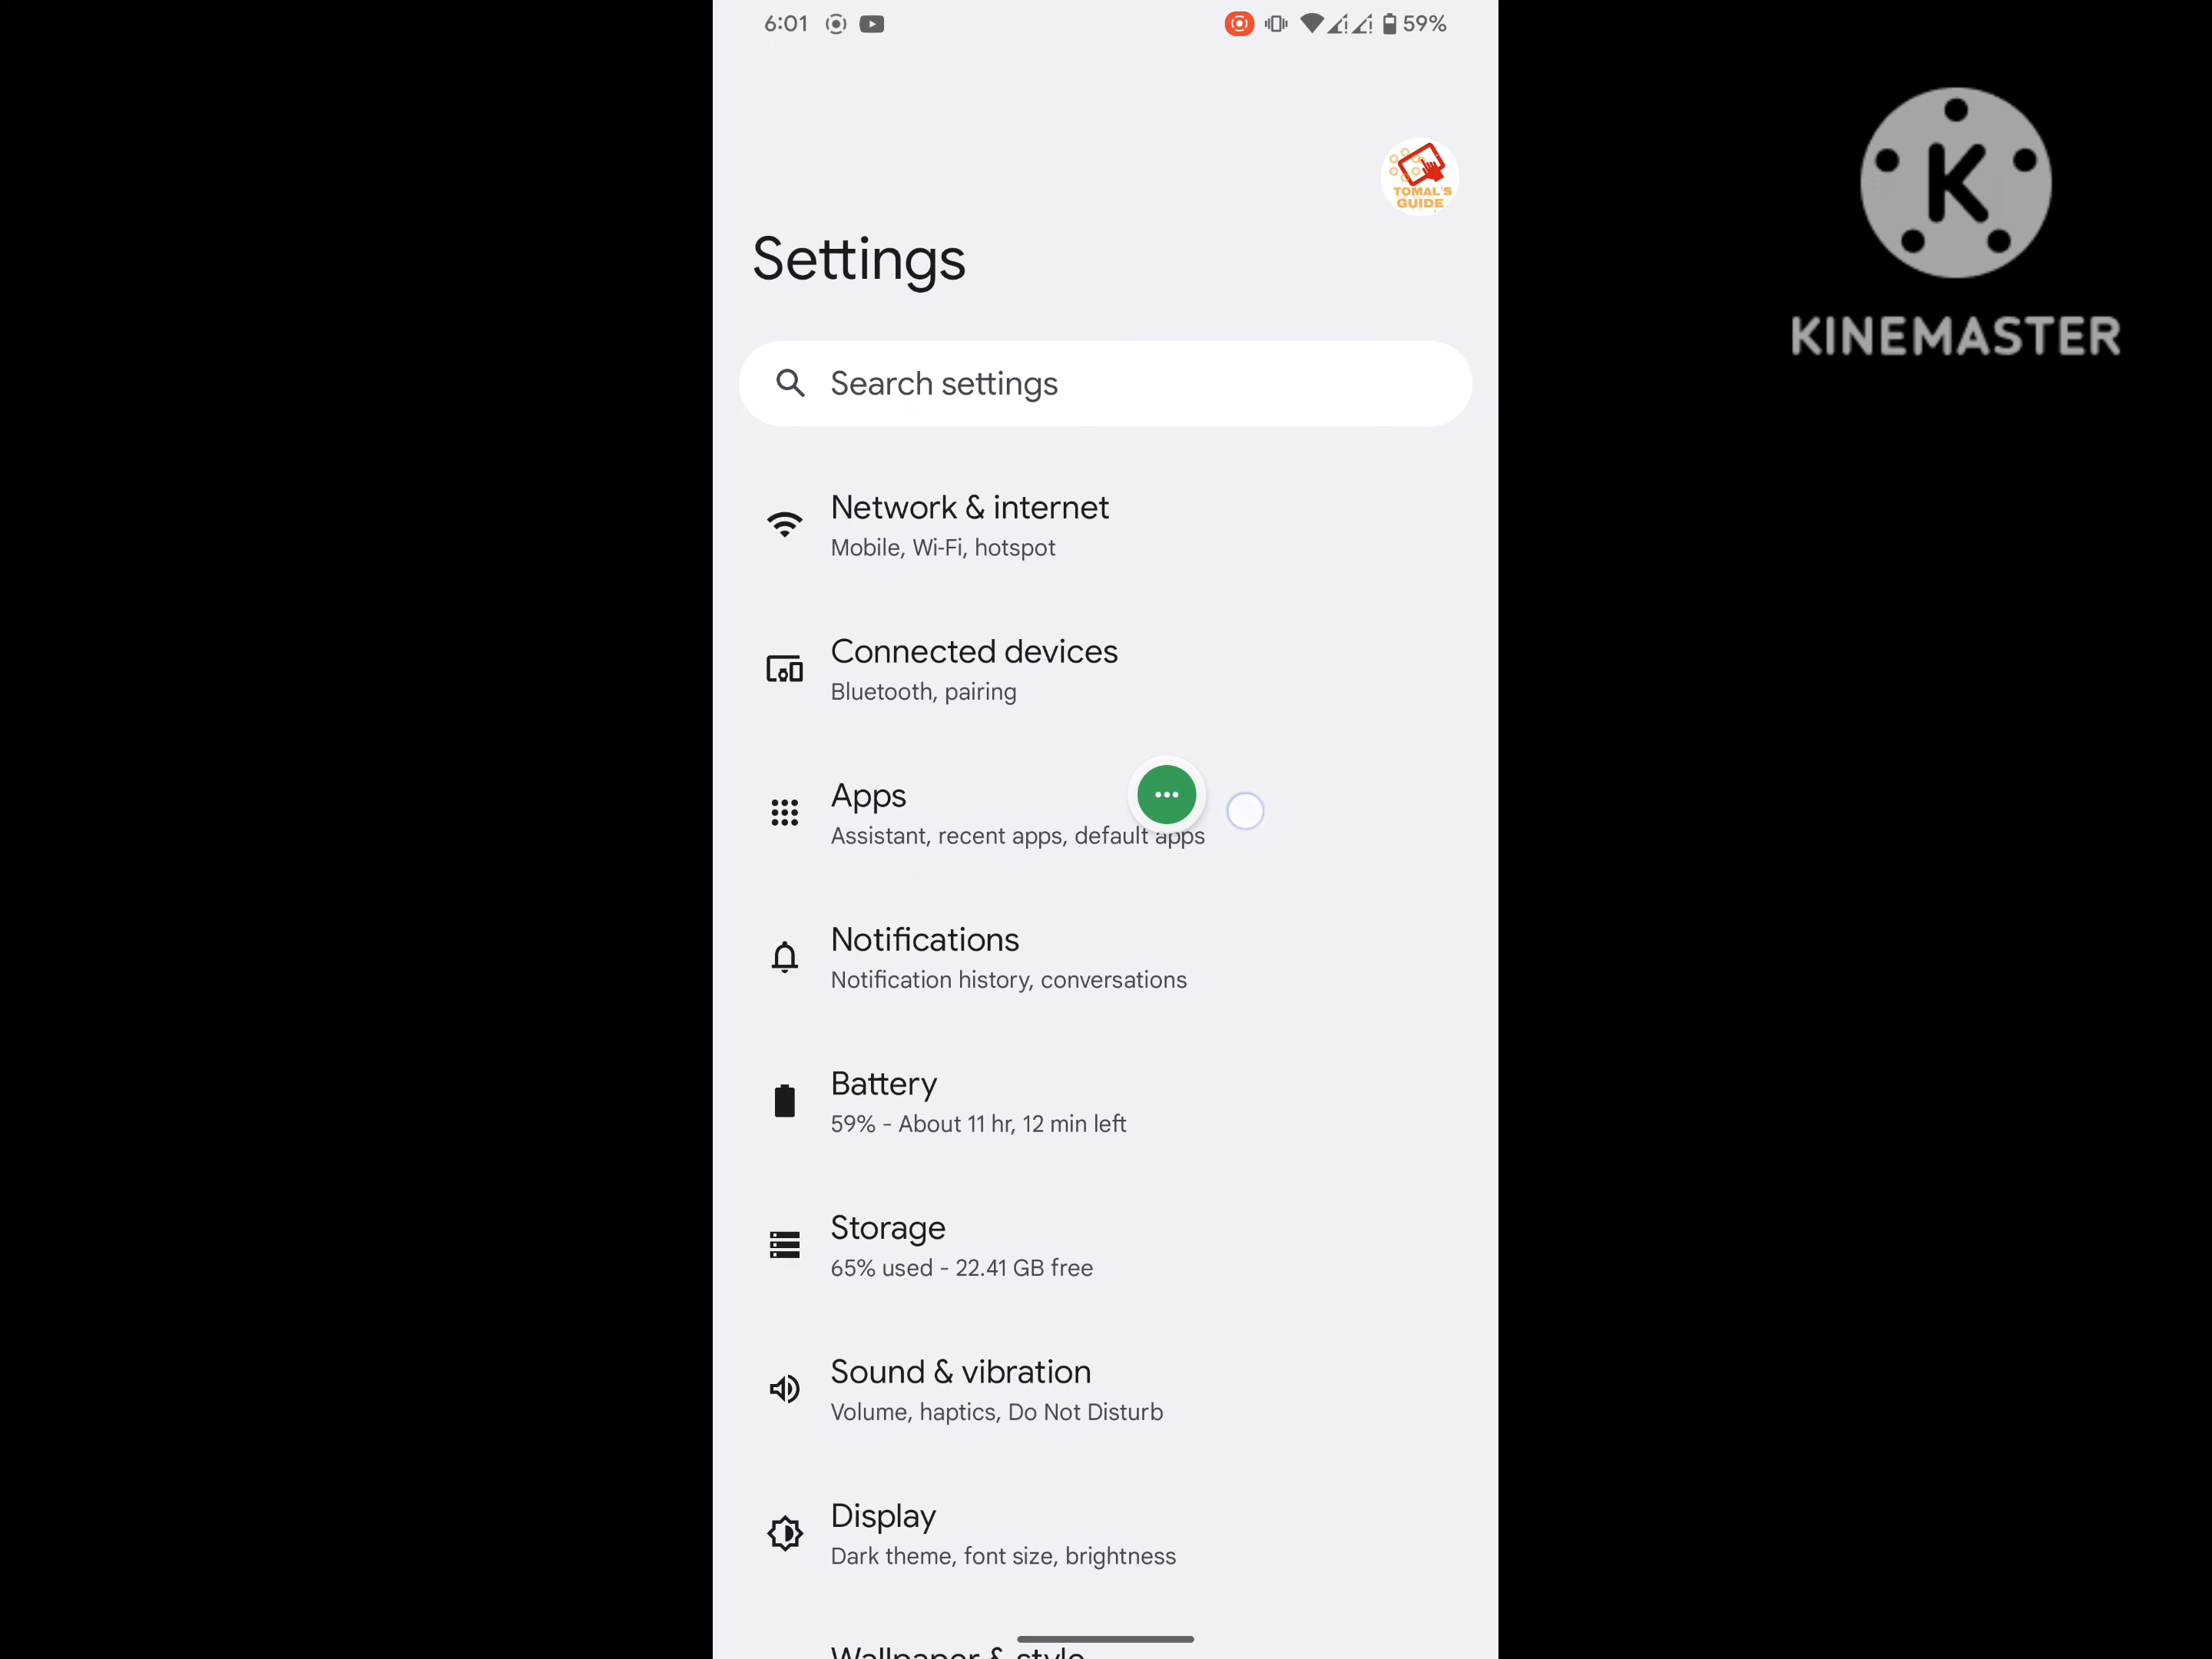 6:01
59%
KINEMASTER
TOMAL'S
GUIDE
Settings
Search settings
Network & internet
Mobile, Wi-Fi, hotspot
Connected devices
Bluetooth, pairing
Apps
Assistant, recent apps, default apps
Notifications
Notification history, conversations
Battery
59% - About 11 hr, 12 min left
Storage
65% used - 22.41 GB free
Sound & vibration
Volume, haptics, Do Not Disturb
Display
Dark theme, font size, brightness
Wallpaper & style